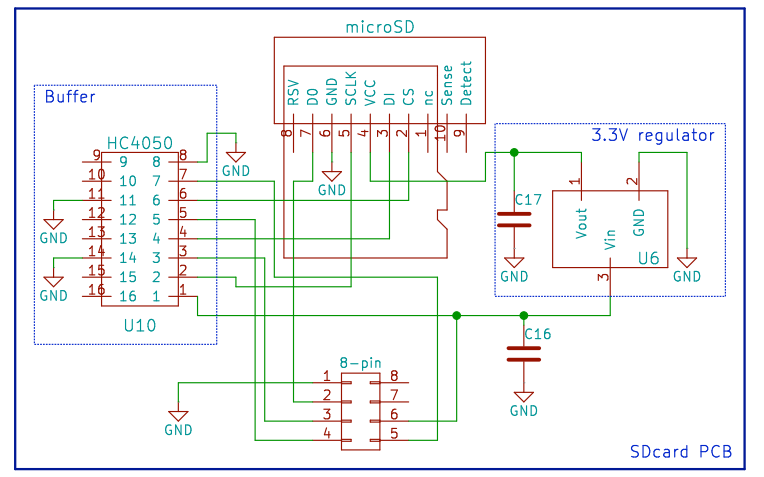 microSD
RSV D0 GND SCLK VCC DI CS nc Sense Detect
8 7 6 5 4 3 2 1 10 9
GND
Buffer
HC4050
9 9 8 8
10 10 7 7
11 11 6 6
12 12 5 5
13 13 4 4
14 14 3 3
15 15 2 2
16 16 1 1
U10
GND
GND
GND
3.3V regulator
C17
GND
1 2
Vout GND
Vin
U6
3
GND
C16
GND
8-pin
1 8
2 7
3 6
4 5
GND
SDcard PCB